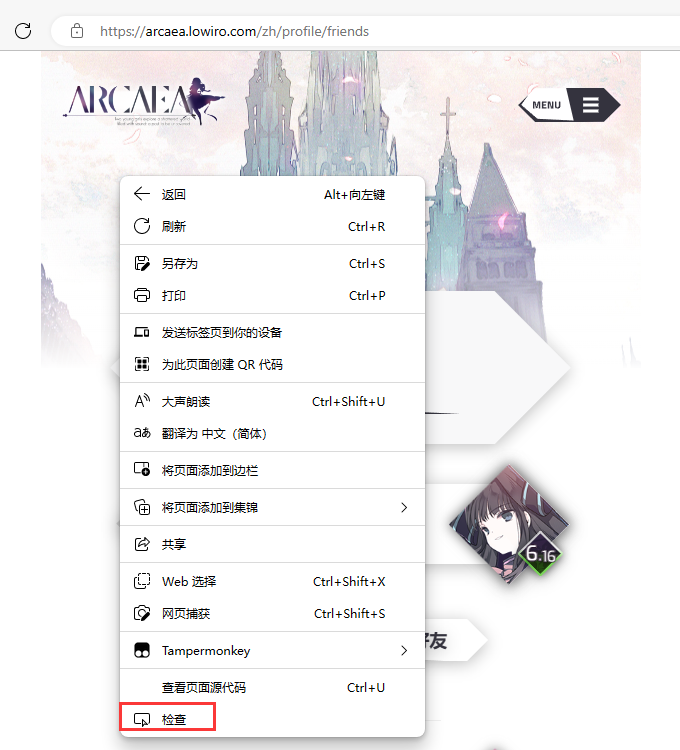 https://arcaea.lowiro.com/zh/profile/friends
ARCAEA
MENU
返回 Alt+向左键
刷新 Ctrl+R
另存为 Ctrl+S
打印 Ctrl+P
发送标签页到你的设备
为此页面创建 QR 代码
大声朗读 Ctrl+Shift+U
翻译为 中文（简体）
将页面添加到边栏
将页面添加到集锦
共享
6.16
Web 选择 Ctrl+Shift+X
网页捕获 Ctrl+Shift+S
好友
Tampermonkey
查看页面源代码 Ctrl+U
检查